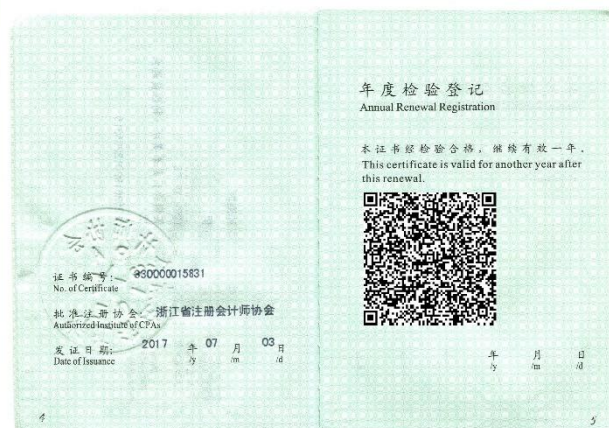 证书编号: 330000015831
No. of Certificate
批准注册协会: 浙江省注册会计师协会
Authorized Institute of CPAs
发证日期: 2017 年 07 月 03 日
Date of Issuance /y /m /d
4
年度检验登记
Annual Renewal Registration
本证书经检验合格，继续有效一年。
This certificate is valid for another year after
this renewal.
年 月 日
/y /m /d
5